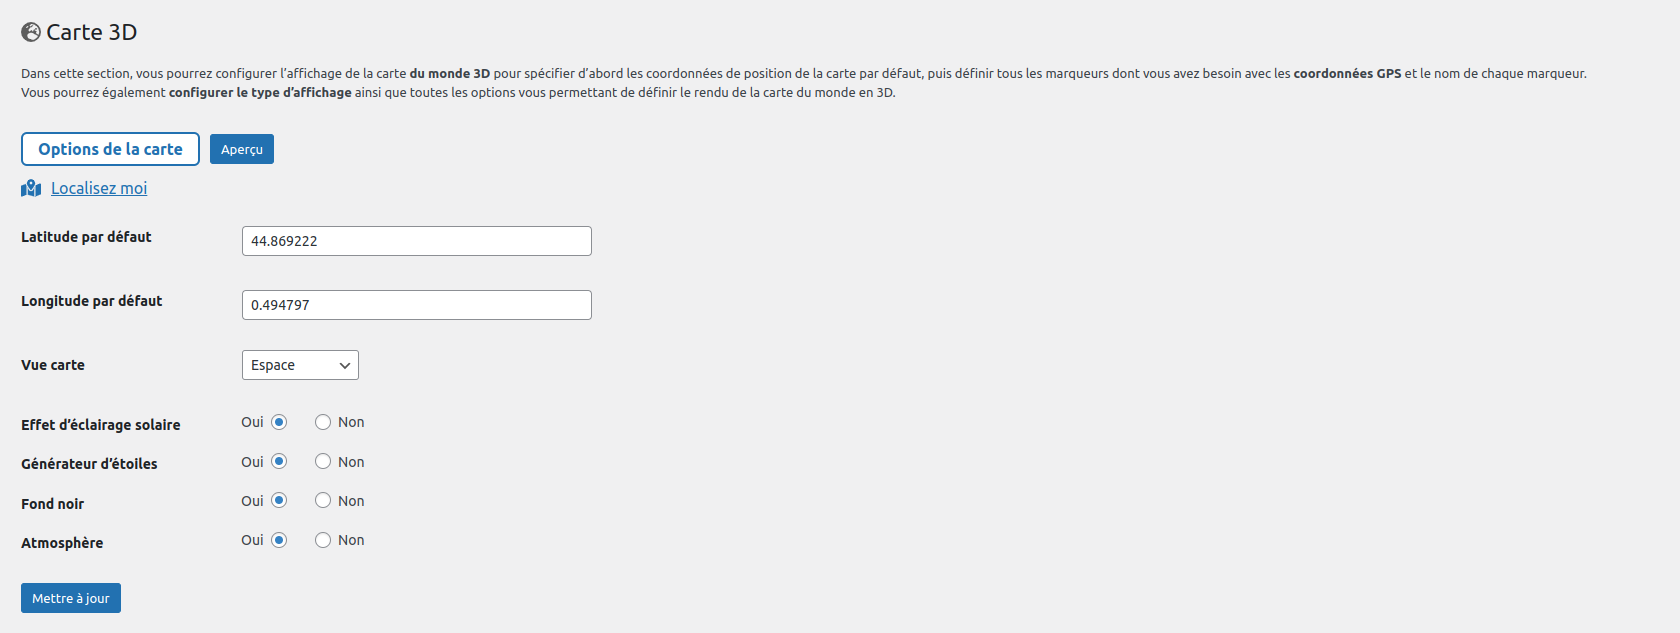 Carte 3D
Dans cette section, vous pourrez configurer l’affichage de la carte du monde 3D pour spécifier d’abord les coordonnées de position de la carte par défaut, puis définir tous les marqueurs dont vous avez besoin avec les coordonnées GPS et le nom de chaque marqueur.
Vous pourrez également configurer le type d’affichage ainsi que toutes les options vous permettant de définir le rendu de la carte du monde en 3D.
Options de la carte Aperçu
Localisez moi
Latitude par défaut 44.869222
Longitude par défaut 0.494797
Vue carte Espace
Effet d’éclairage solaire Oui Non
Générateur d’étoiles Oui Non
Fond noir Oui Non
Atmosphère Oui Non
Mettre à jour